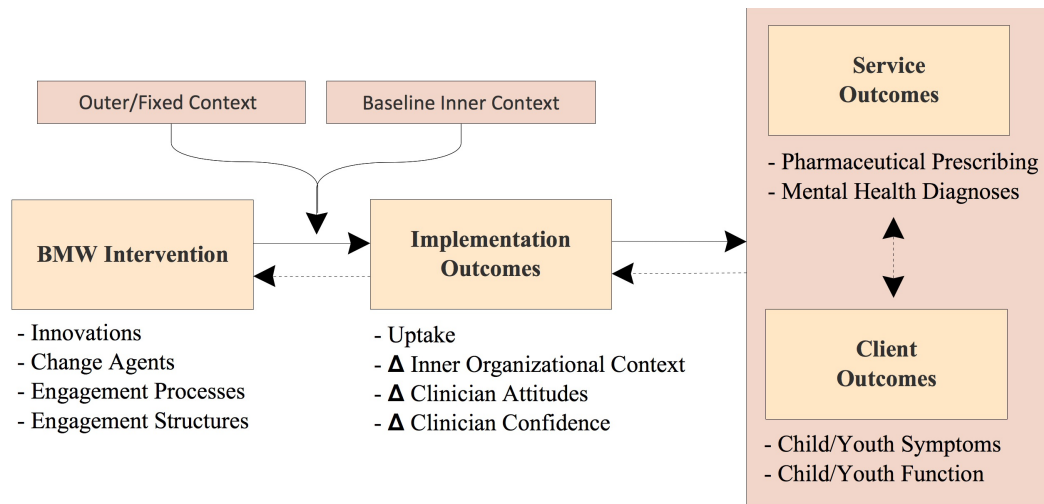 Outer/Fixed Context
Baseline Inner Context
BMW Intervention
- Innovations
- Change Agents
- Engagement Processes
- Engagement Structures
Implementation
Outcomes
- Uptake
- Δ Inner Organizational Context
- Δ Clinician Attitudes
- Δ Clinician Confidence
Service
Outcomes
- Pharmaceutical Prescribing
- Mental Health Diagnoses
Client
Outcomes
- Child/Youth Symptoms
- Child/Youth Function